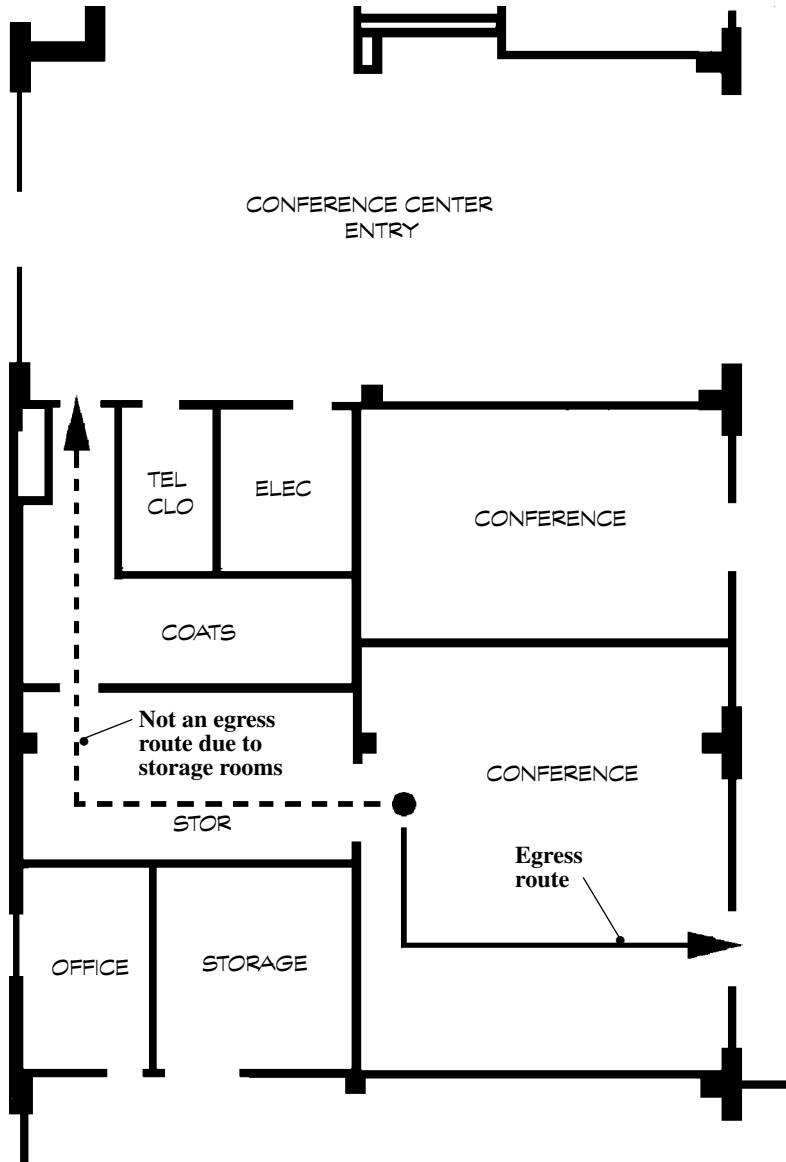 CONFERENCE CENTER
ENTRY
TEL
CLO
ELEC
CONFERENCE
COATS
Not an egress
route due to
storage rooms
CONFERENCE
STOR
Egress
route
OFFICE
STORAGE